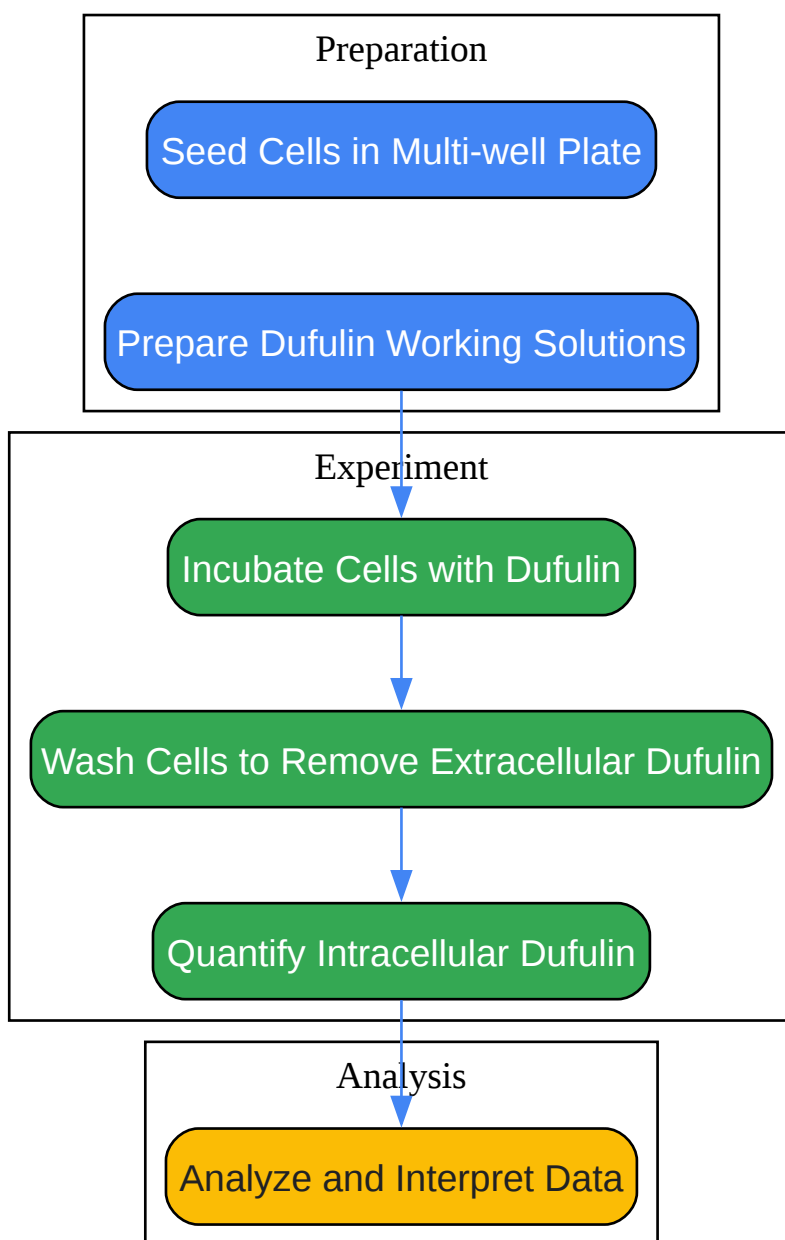 Preparation
Seed Cells in Multi-well Plate
Prepare Dufulin Working Solutions
Experiment
Incubate Cells with Dufulin
Wash Cells to Remove Extracellular Dufulin
Quantify Intracellular Dufulin
Analysis
Analyze and Interpret Data